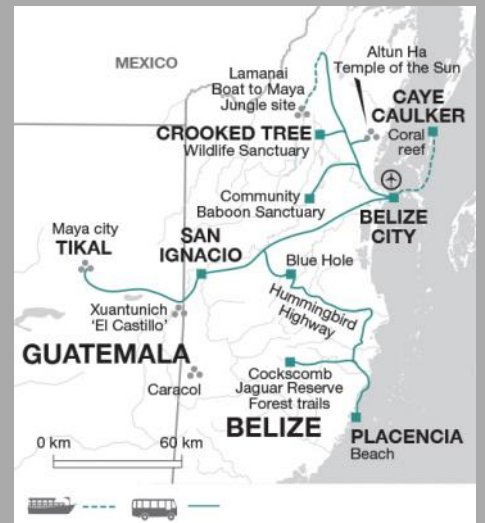 MEXICO
Lamanai
Boat to Maya
Jungle site
Altun Ha
Temple of the Sun
CAYE
CAULKER
Coral
reef
CROOKED TREE
Wildlife Sanctuary
Community
Baboon Sanctuary
BELIZE
CITY
Maya city
TIKAL
SAN
IGNACIO
Blue Hole
Xuantunich
'El Castillo'
Hummingbird
Highway
GUATEMALA
Caracol
Cockscomb
Jaguar Reserve
Forest trails
BELIZE
PLACENCIA
Beach
0 km
60 km